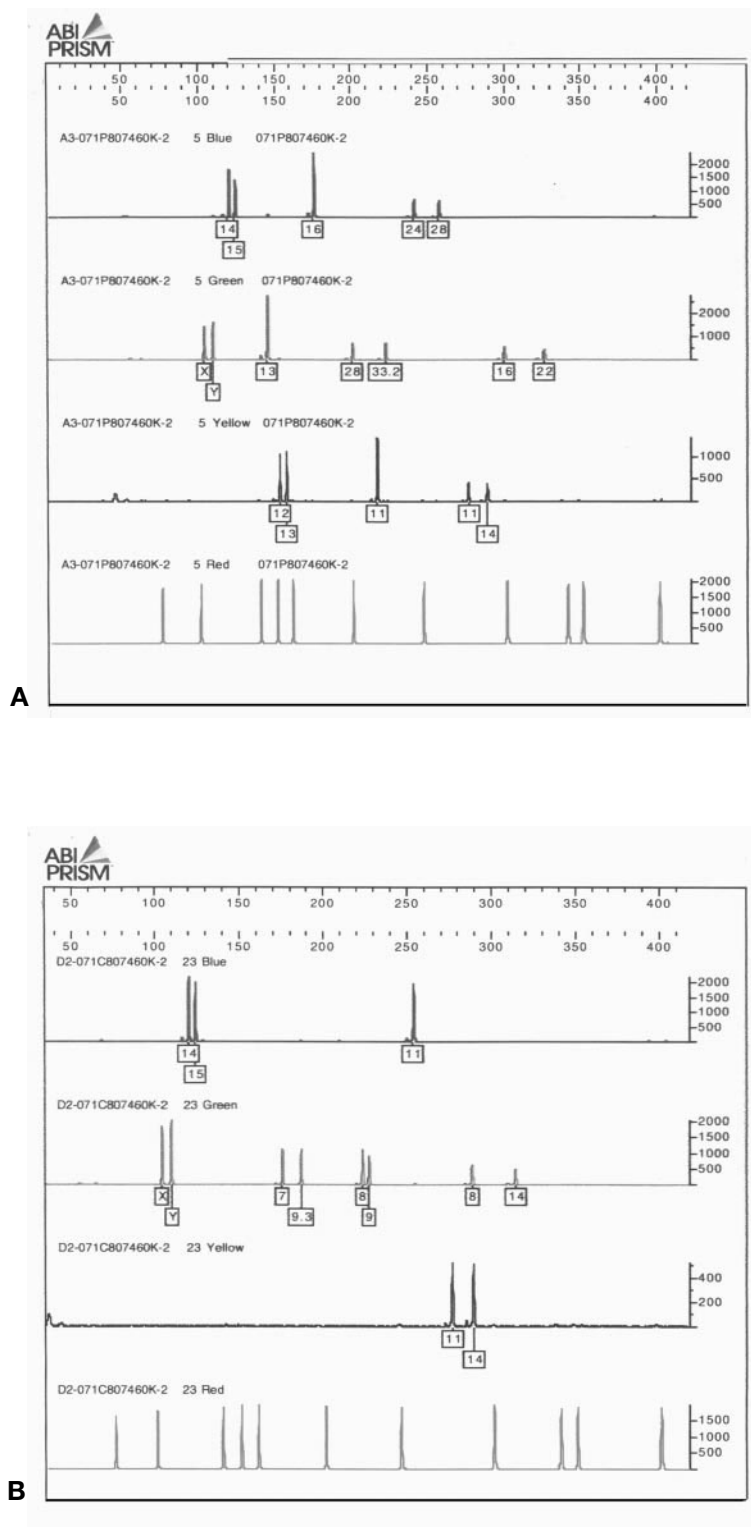 ABI
PRISM
50 100 150 200 250 300 350 400
50 100 150 200 250 300 350 400
A3-071P807460K-2 5 Blue 071P807460K-2
2000
1500
1000
500
14 16 24 28
15
A3-071P807460K-2 5 Green 071P807460K-2
2000
1000
X 13 28 33.2 16 22
Y
A3-071P807460K-2 5 Yellow 071P807460K-2
1000
500
12 11 11
13 14
A3-071P807460K-2 5 Red 071P807460K-2
2000
1500
1000
500
A
ABI
PRISM
50 100 150 200 250 300 350 400
50 100 150 200 250 300 350 400
D2-071C807460K-2 23 Blue
2000
1500
1000
500
14 11
15
D2-071C807460K-2 23 Green
2000
1500
1000
500
X 7 8 8 14
Y 9.3 9
D2-071C807460K-2 23 Yellow
400
200
11
14
D2-071C807460K-2 23 Red
1500
1000
500
B